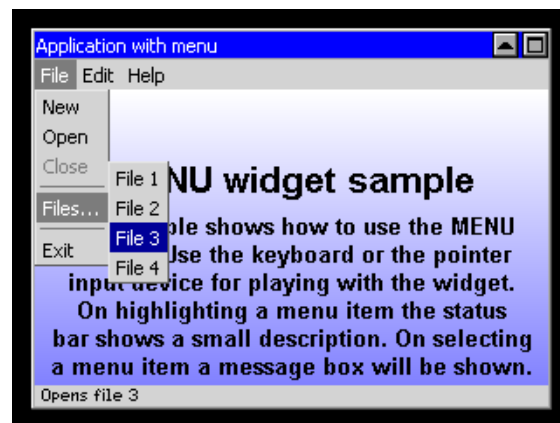 Application with menu
File Edit Help
New
Open
Close
Files...
Exit
File 1
File 2
File 3
File 4
NU widget sample
ple shows how to use the MENU
se the keyboard or the pointer
input device for playing with the widget.
On highlighting a menu item the status
bar shows a small description. On selecting
a menu item a message box will be shown.
Opens file 3